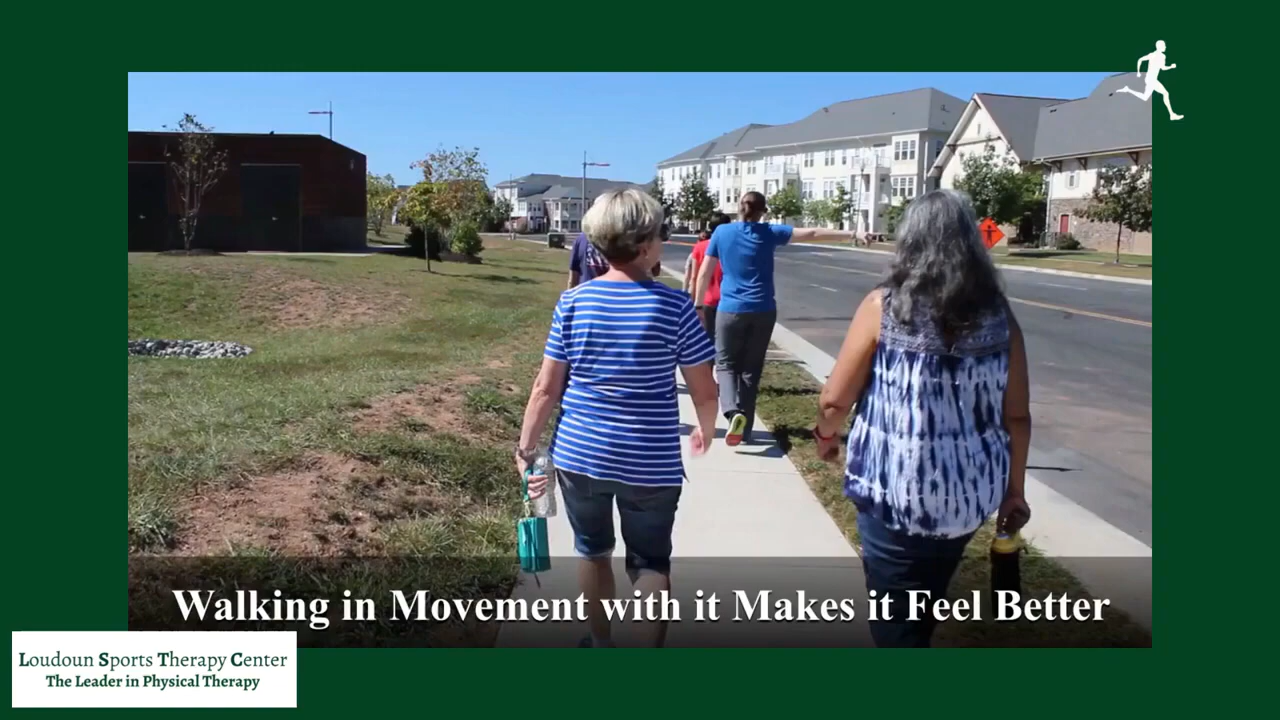 Walking in Movement with it Makes it Feel Better
Loudoun Sports Therapy Center
The Leader in Physical Therapy